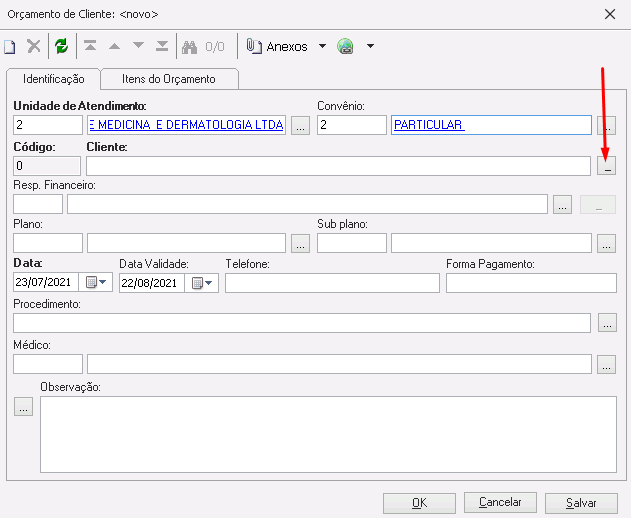 Orçamento de Cliente: <novo>
0/0 Anexos
Identificação Itens do Orçamento
Unidade de Atendimento: Convênio:
2 E MEDICINA E DERMATOLOGIA LTDA ... 2 PARTICULAR ...
Código: Cliente:
0 _
Resp. Financeiro:
... _
Plano: Sub plano:
... ...
Data: Data Validade: Telefone: Forma Pagamento:
23/07/2021 22/08/2021
Procedimento:
...
Médico:
...
Observação:
...
OK Cancelar Salvar